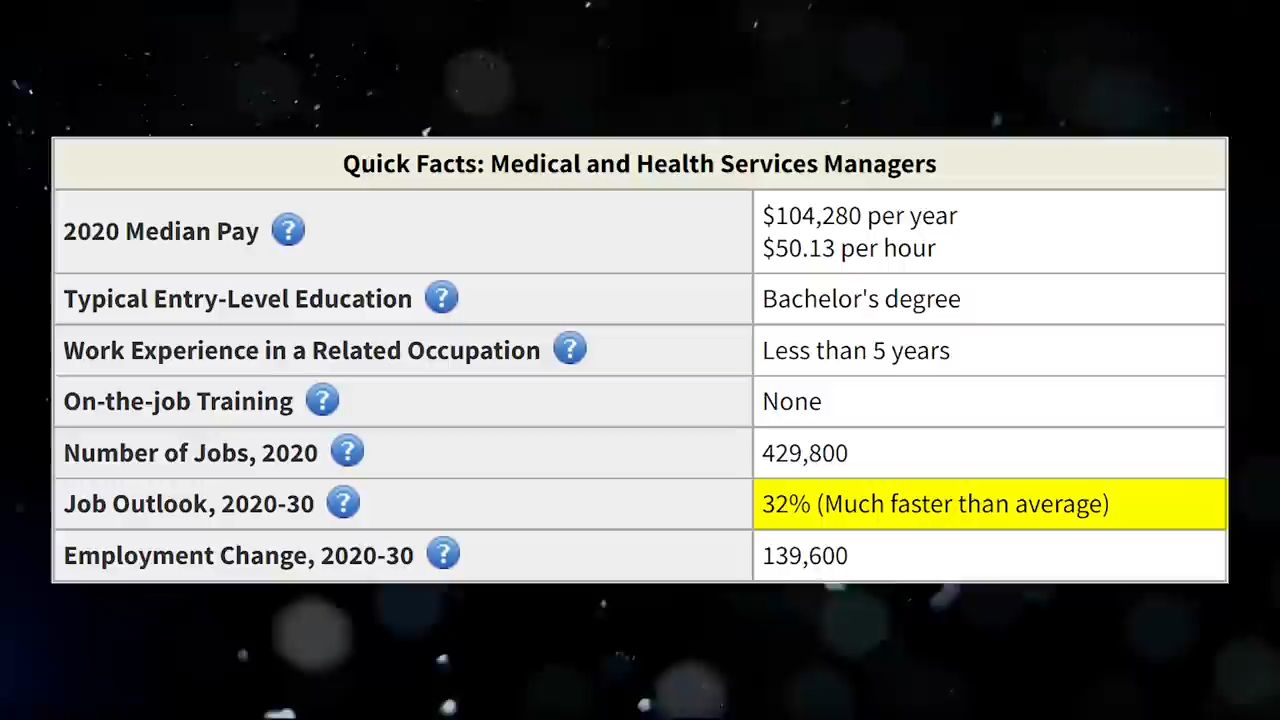 Quick Facts: Medical and Health Services Managers
2020 Median Pay ?
$104,280 per year
$50.13 per hour
Typical Entry-Level Education ?
Bachelor's degree
Work Experience in a Related Occupation ?
Less than 5 years
On-the-job Training ?
None
Number of Jobs, 2020 ?
429,800
Job Outlook, 2020-30 ?
32% (Much faster than average)
Employment Change, 2020-30 ?
139,600